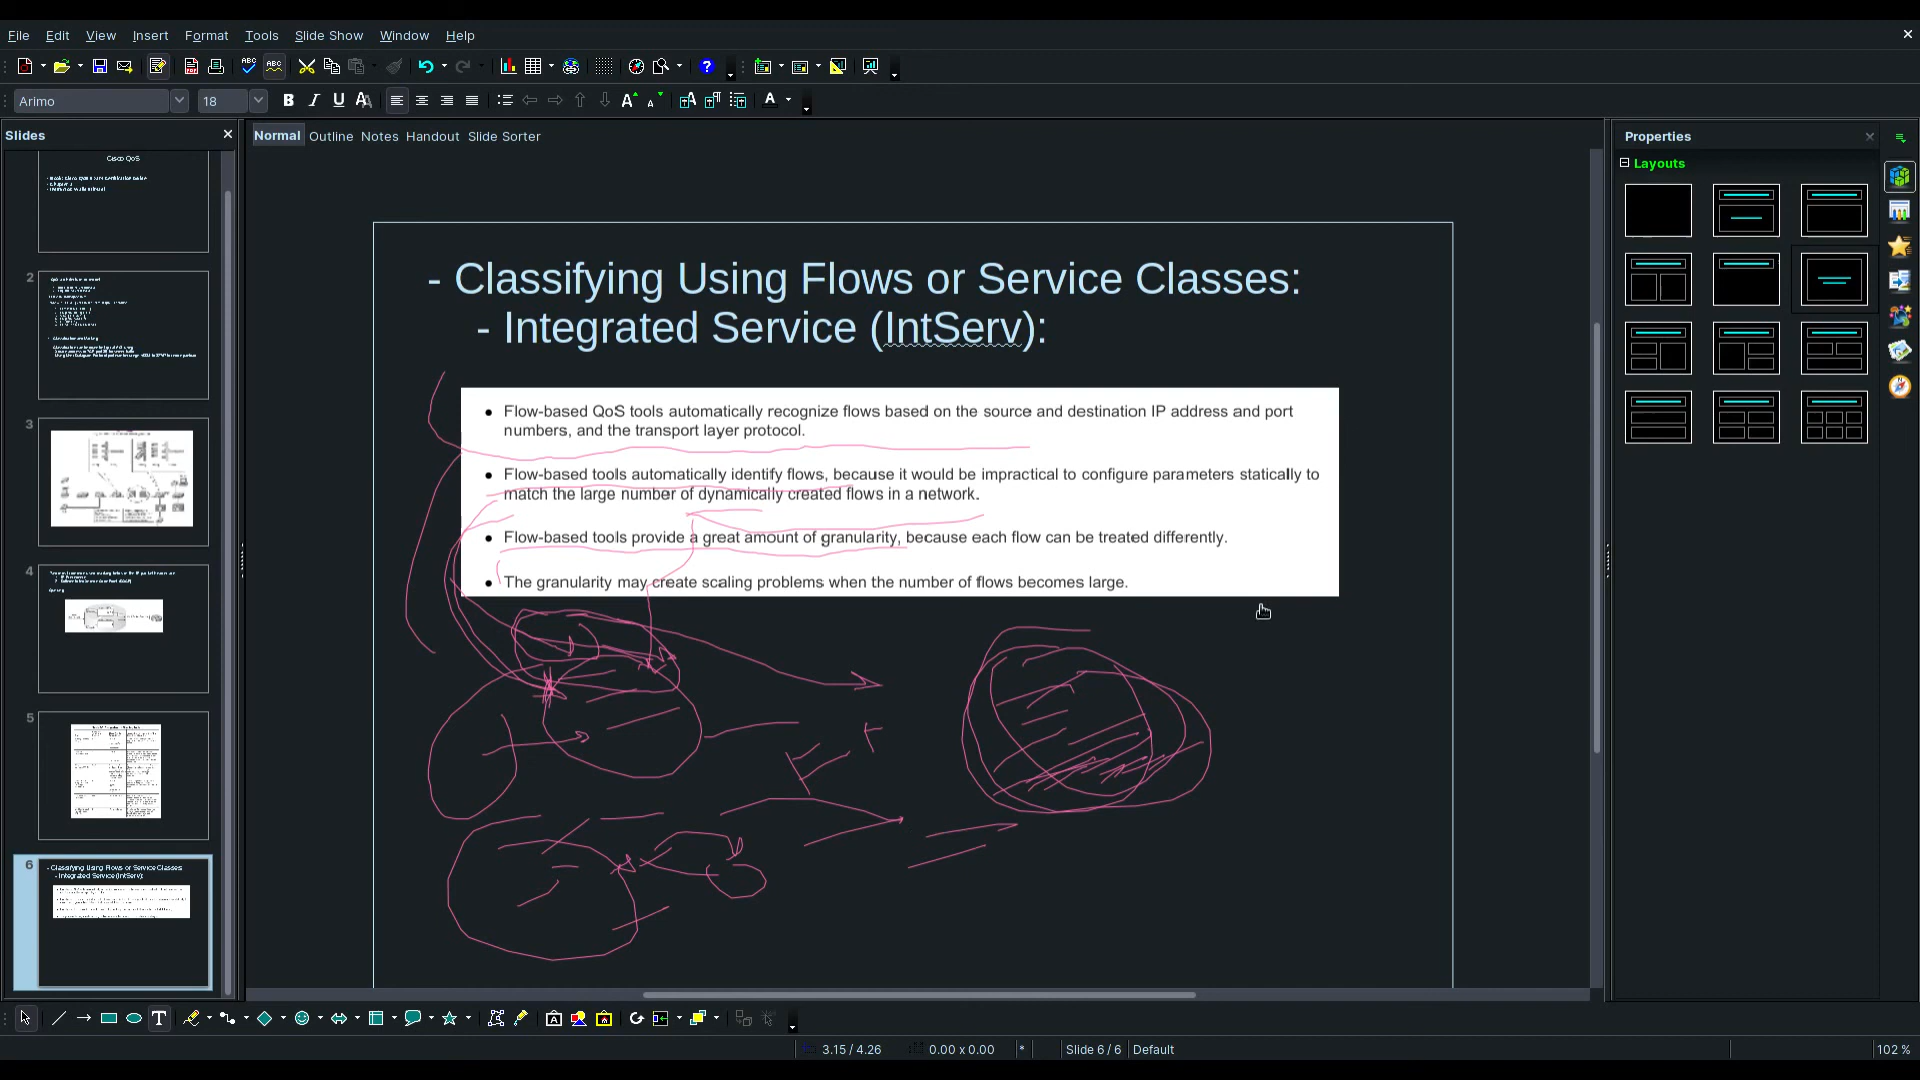 File Edit View Insert Format Tools Slide Show Window Help
Arimo 18
Slides
Normal Outline Notes Handout Slide Sorter
Properties
Layouts
Cisco QoS
2
3
4
5
6
- Classifying Using Flows or Service Classes:
- Integrated Service (IntServ):
- Classifying Using Flows or Service Classes:
- Integrated Service (IntServ):
• Flow-based QoS tools automatically recognize flows based on the source and destination IP address and port
numbers, and the transport layer protocol.
• Flow-based tools automatically identify flows, because it would be impractical to configure parameters statically to
match the large number of dynamically created flows in a network.
• Flow-based tools provide a great amount of granularity, because each flow can be treated differently.
• The granularity may create scaling problems when the number of flows becomes large.
3.15 / 4.26 0.00 x 0.00 * Slide 6 / 6 Default 102 %